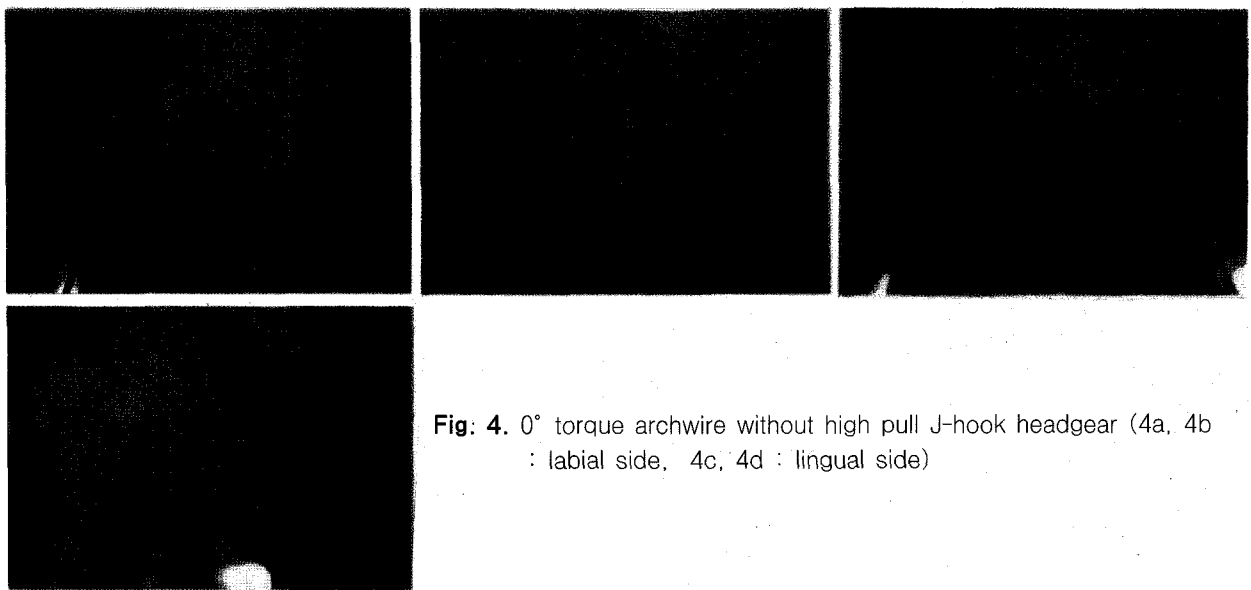 Fig: 4. 0° torque archwire without high pull J-hook headgear (4a, 4b
: labial side, 4c, 4d : lingual side)